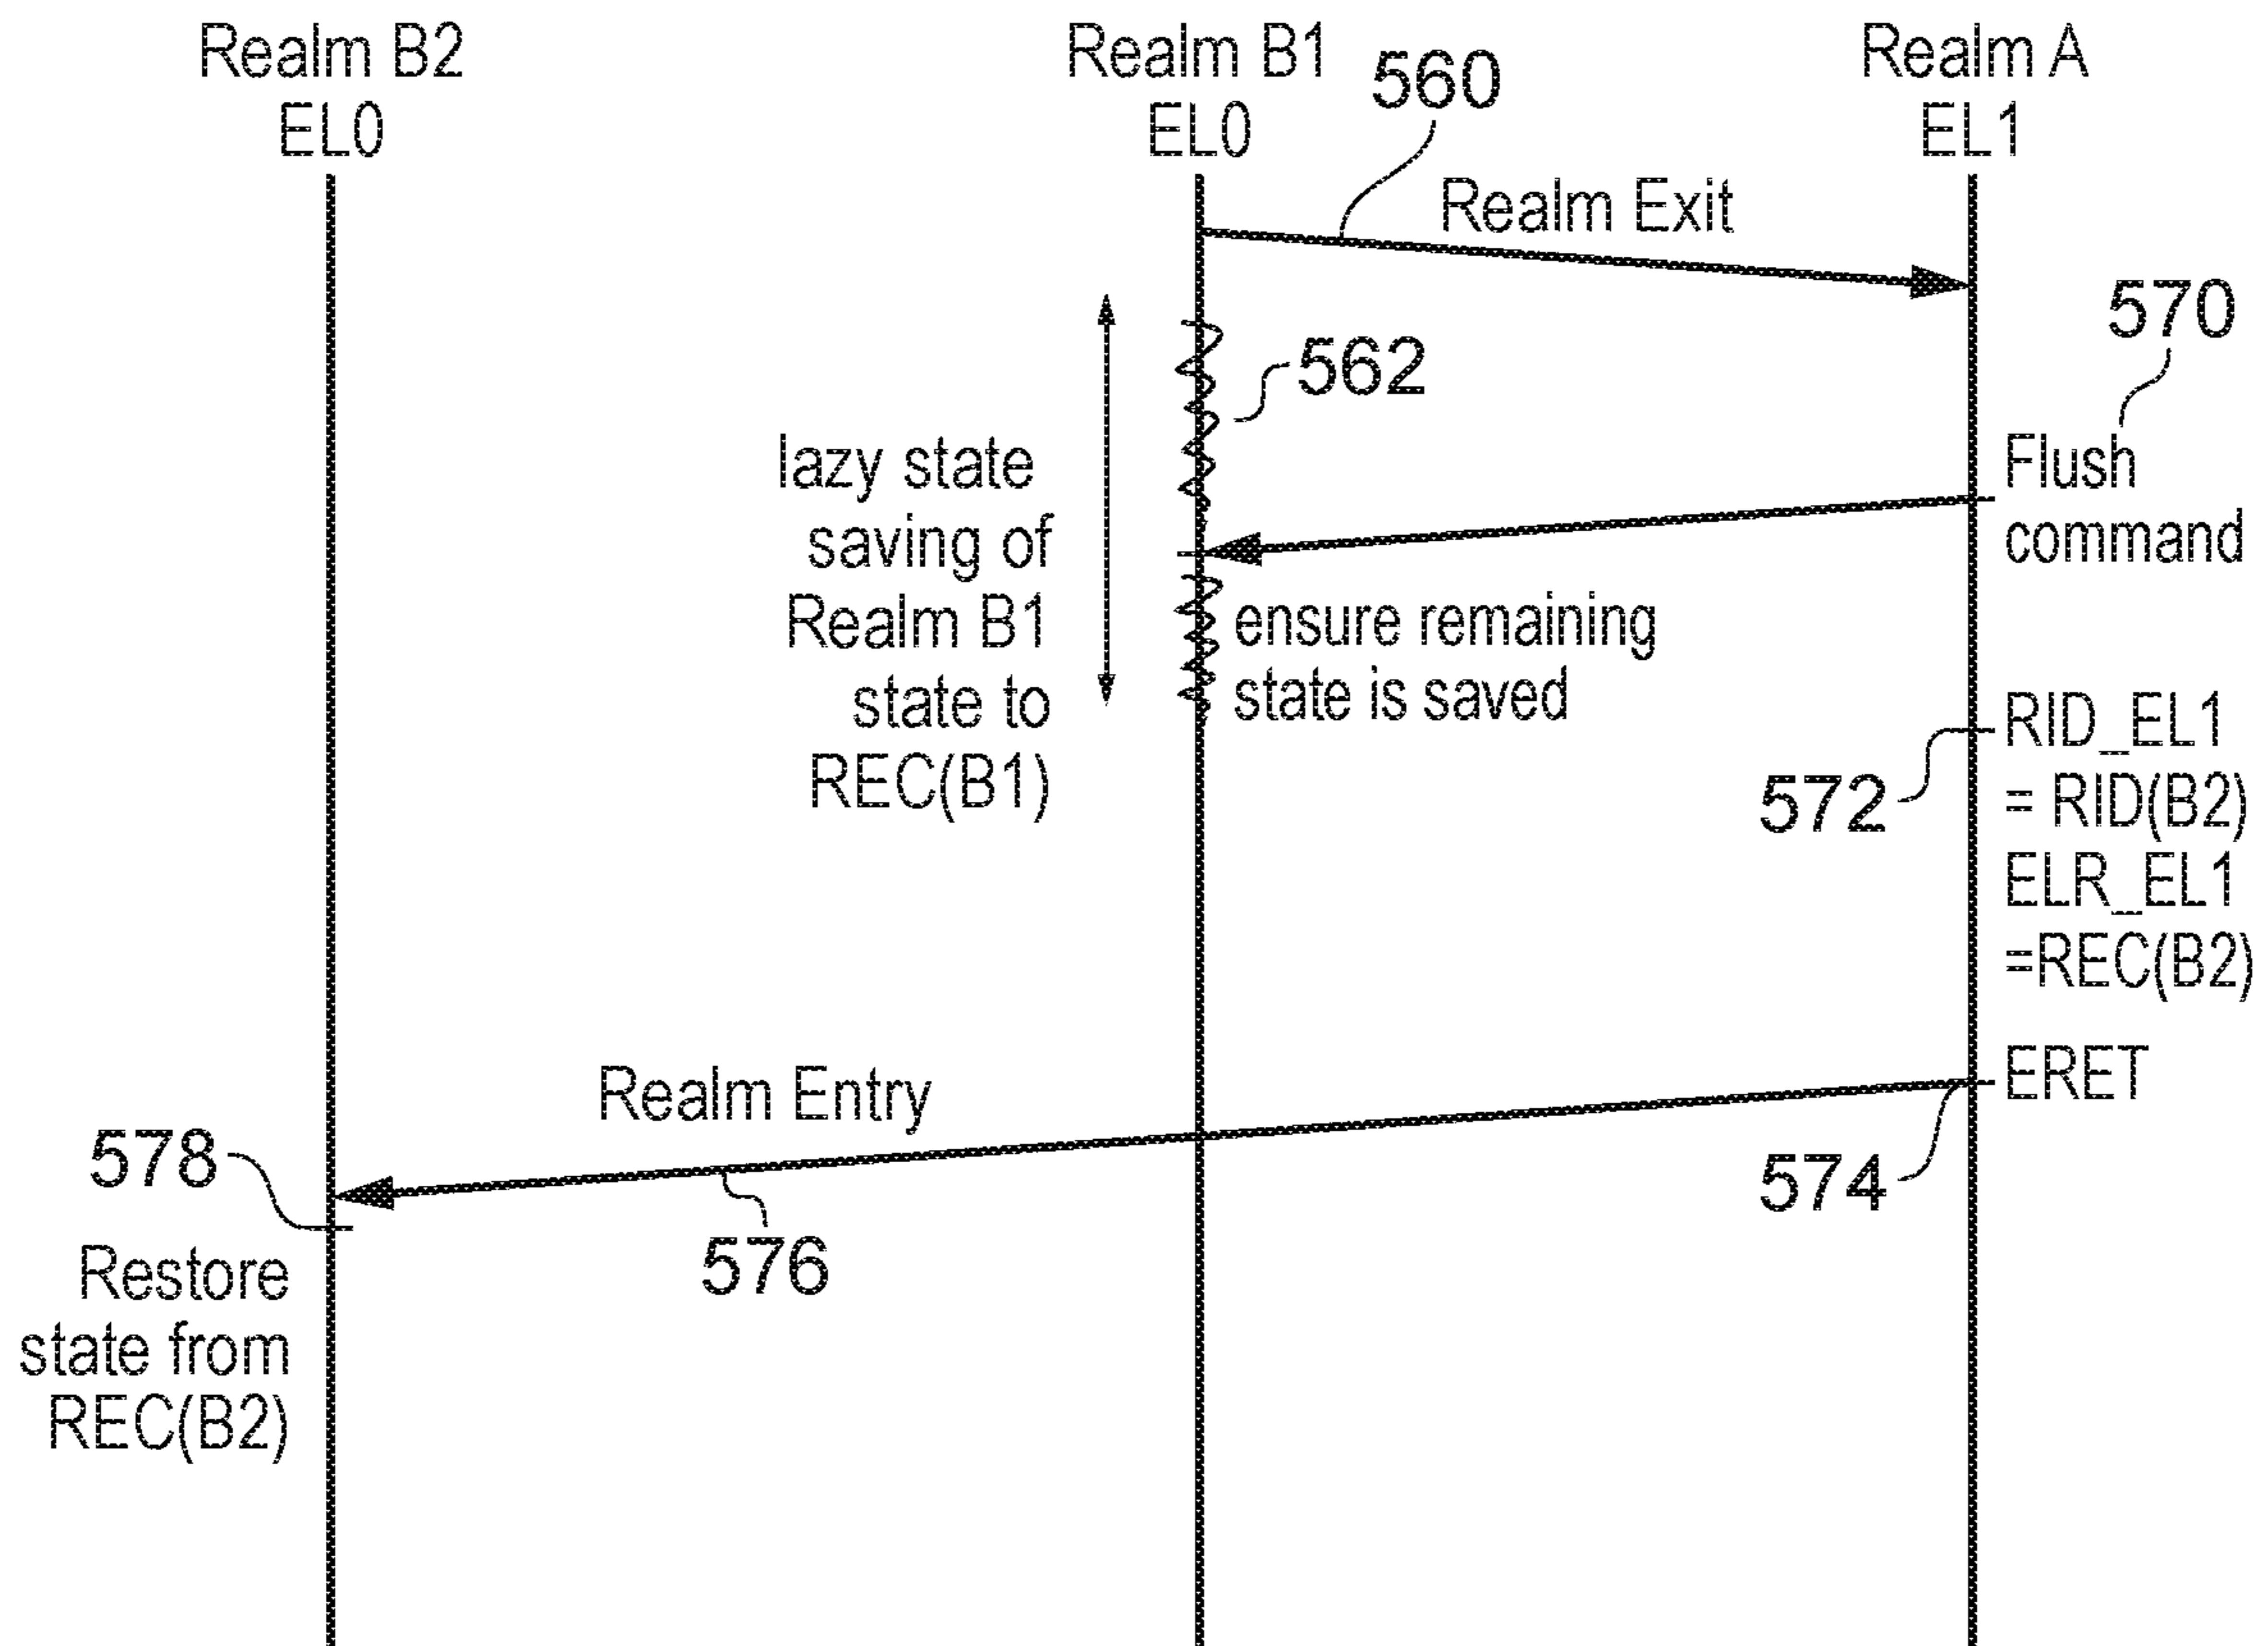 Realm B2
EL0
Realm B1
EL0
Realm A
EL1
560
Realm Exit
570
562
Flush
command
lazy state
saving of
Realm B1
state to
REC(B1)
ensure remaining
state is saved
572
RID_EL1
= RID(B2)
ELR_EL1
=REC(B2)
ERET
574
Realm Entry
576
578
Restore
state from
REC(B2)